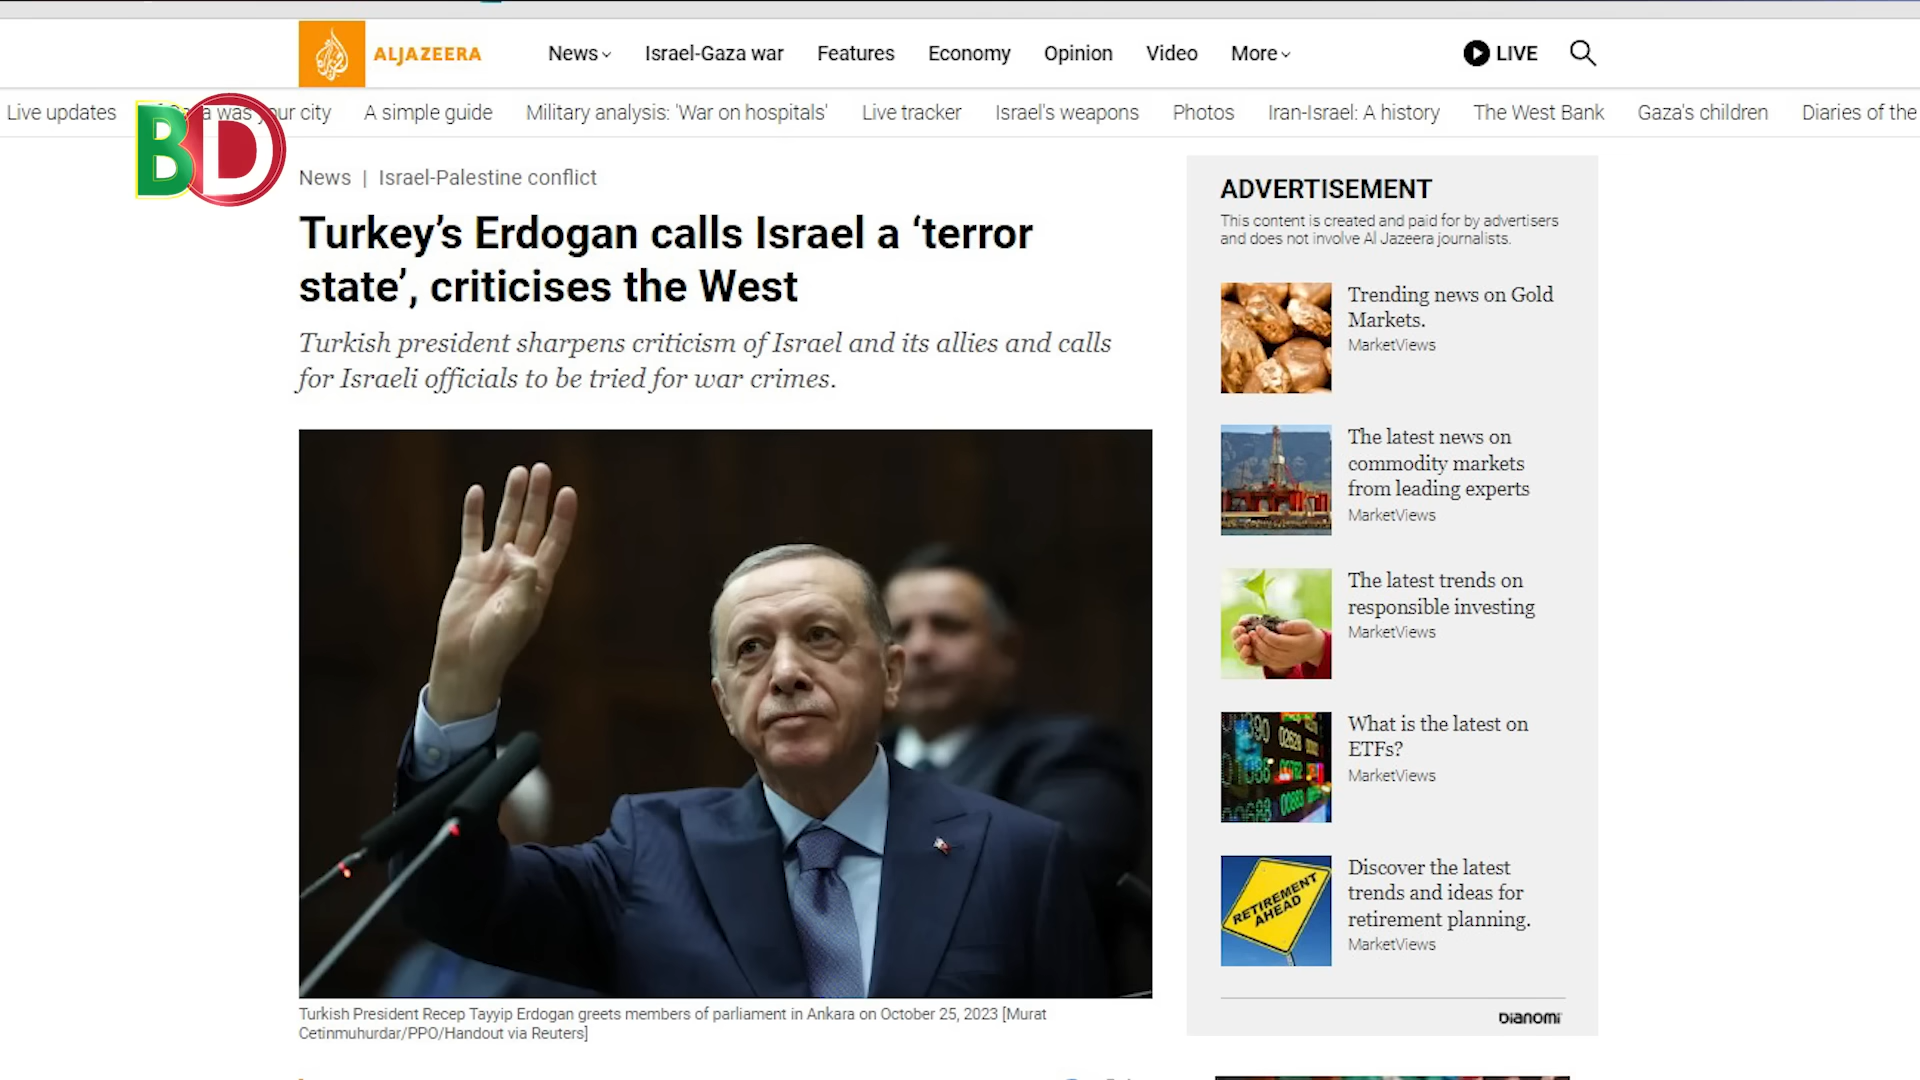 ALJAZEERA
News
Israel-Gaza war
Features
Economy
Opinion
Video
More
LIVE
Live updates
a was your city
A simple guide
Military analysis: 'War on hospitals'
Live tracker
Israel's weapons
Photos
Iran-Israel: A history
The West Bank
Gaza's children
Diaries of the
BD
News | Israel-Palestine conflict
Turkey's Erdogan calls Israel a ‘terror
state’, criticises the West
Turkish president sharpens criticism of Israel and its allies and calls
for Israeli officials to be tried for war crimes.
Turkish President Recep Tayyip Erdogan greets members of parliament in Ankara on October 25, 2023 [Murat
Cetinmuhurdar/PPO/Handout via Reuters]
ADVERTISEMENT
This content is created and paid for by advertisers
and does not involve Al Jazeera journalists.
Trending news on Gold
Markets.
MarketViews
The latest news on
commodity markets
from leading experts
MarketViews
The latest trends on
responsible investing
MarketViews
What is the latest on
ETFs?
MarketViews
RETIREMENT
AHEAD
Discover the latest
trends and ideas for
retirement planning.
MarketViews
DIANOMI